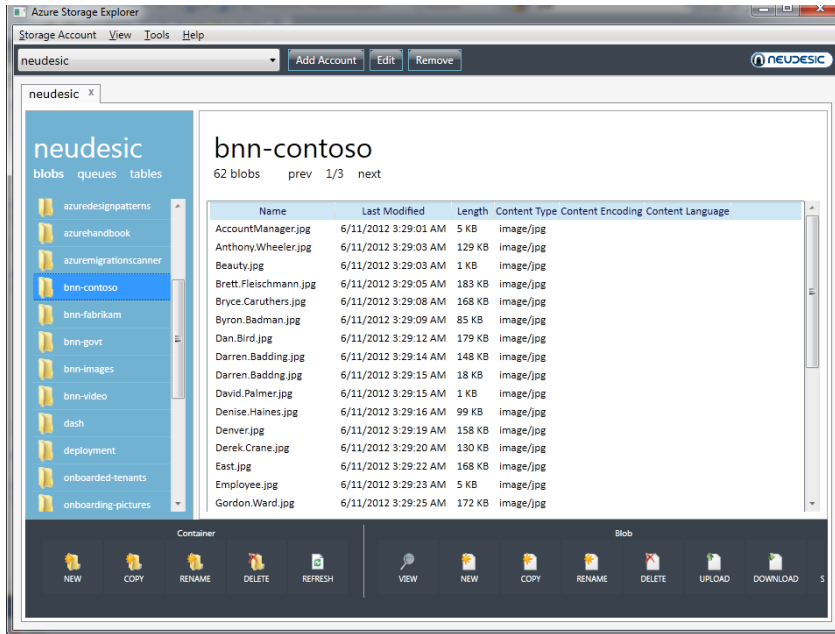 Azure Storage Explorer
Storage Account View Tools Help
neudesic Add Account Edit Remove NEUDESIC
neudesic x
neudesic
blobs queues tables
azuredesignpatterns
azurehandbook
azuremigrationscanner
bnn-contoso
bnn-fabrikam
bnn-govt
bnn-images
bnn-video
dash
deployment
onboarded-tenants
onboarding-pictures
bnn-contoso
62 blobs prev 1/3 next
Name Last Modified Length Content Type Content Encoding Content Language
AccountManager.jpg 6/11/2012 3:29:01 AM 5 KB image/jpg
Anthony.Wheeler.jpg 6/11/2012 3:29:03 AM 129 KB image/jpg
Beauty.jpg 6/11/2012 3:29:03 AM 1 KB image/jpg
Brett.Fleischmann.jpg 6/11/2012 3:29:05 AM 183 KB image/jpg
Bryce.Caruthers.jpg 6/11/2012 3:29:08 AM 168 KB image/jpg
Byron.Badman.jpg 6/11/2012 3:29:09 AM 85 KB image/jpg
Dan.Bird.jpg 6/11/2012 3:29:12 AM 179 KB image/jpg
Darren.Badding.jpg 6/11/2012 3:29:14 AM 148 KB image/jpg
Darren.Baddng.jpg 6/11/2012 3:29:15 AM 18 KB image/jpg
David.Palmer.jpg 6/11/2012 3:29:15 AM 1 KB image/jpg
Denise.Haines.jpg 6/11/2012 3:29:16 AM 99 KB image/jpg
Denver.jpg 6/11/2012 3:29:19 AM 158 KB image/jpg
Derek.Crane.jpg 6/11/2012 3:29:20 AM 130 KB image/jpg
East.jpg 6/11/2012 3:29:22 AM 168 KB image/jpg
Employee.jpg 6/11/2012 3:29:23 AM 5 KB image/jpg
Gordon.Ward.jpg 6/11/2012 3:29:25 AM 172 KB image/jpg
Container Blob
NEW COPY RENAME DELETE REFRESH VIEW NEW COPY RENAME DELETE UPLOAD DOWNLOAD S